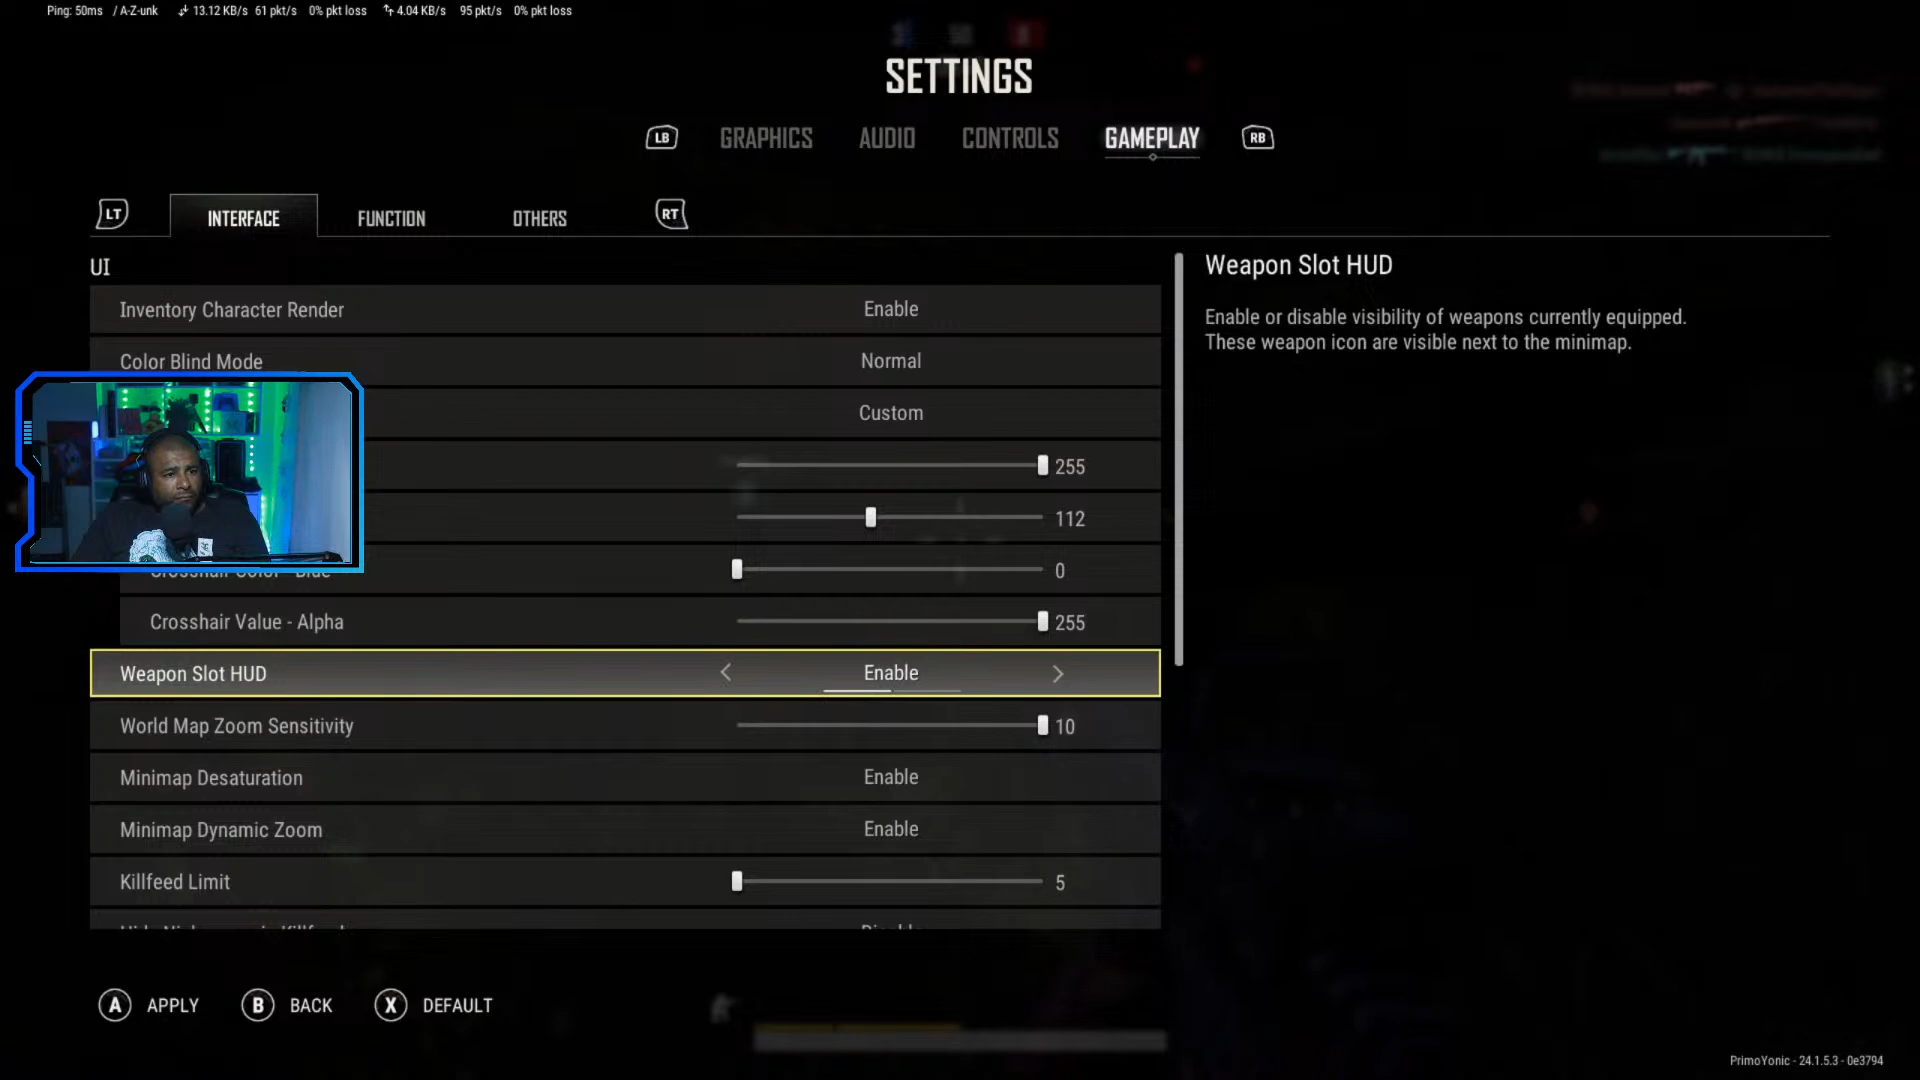 Ping: 50ms / A-Z-unk 13.12 KB/s 61 pkt/s 0% pkt loss 4.04 KB/s 95 pkt/s 0% pkt loss
SETTINGS
LB GRAPHICS AUDIO CONTROLS GAMEPLAY RB
LT INTERFACE FUNCTION OTHERS RT
UI
Inventory Character Render Enable
Color Blind Mode Normal
Custom
255
112
Crosshair Color - Blue 0
Crosshair Value - Alpha 255
Weapon Slot HUD Enable
World Map Zoom Sensitivity 10
Minimap Desaturation Enable
Minimap Dynamic Zoom Enable
Killfeed Limit 5
Weapon Slot HUD
Enable or disable visibility of weapons currently equipped.
These weapon icon are visible next to the minimap.
A APPLY B BACK X DEFAULT
PrimoYonic - 24.1.5.3 - 0e3794